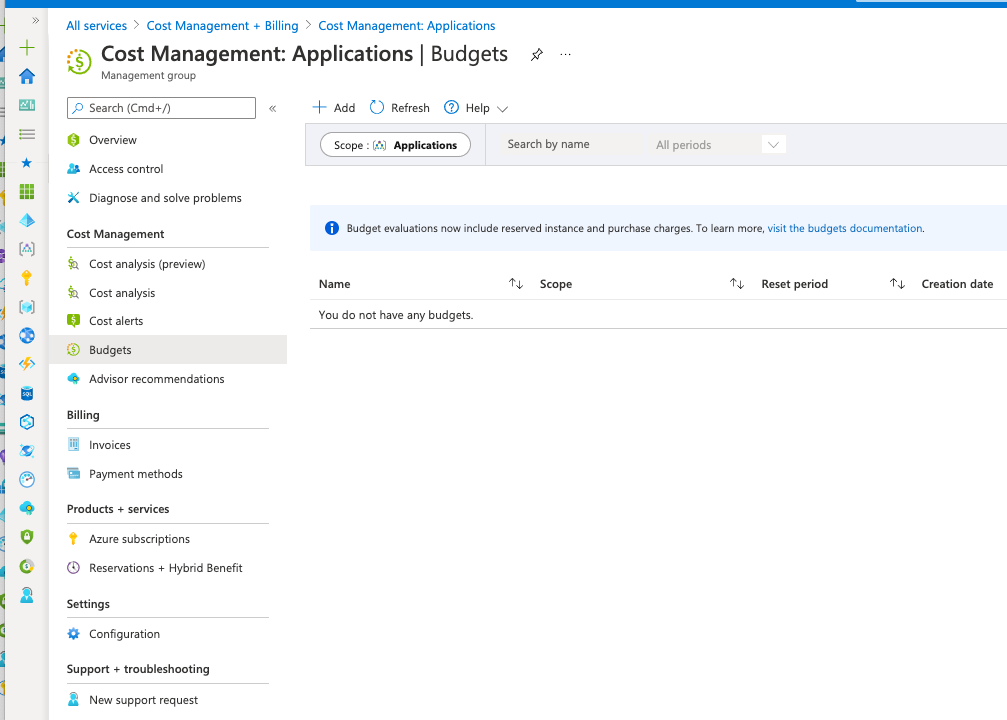 All services > Cost Management + Billing > Cost Management: Applications
Cost Management: Applications | Budgets
Management group
Search (Cmd+/)
Overview
Access control
Diagnose and solve problems
Cost Management
Cost analysis (preview)
Cost analysis
Cost alerts
Budgets
Advisor recommendations
Billing
Invoices
Payment methods
Products + services
Azure subscriptions
Reservations + Hybrid Benefit
Settings
Configuration
Support + troubleshooting
New support request
Add Refresh Help
Scope : Applications Search by name All periods
Budget evaluations now include reserved instance and purchase charges. To learn more, visit the budgets documentation.
Name Scope Reset period Creation date
You do not have any budgets.